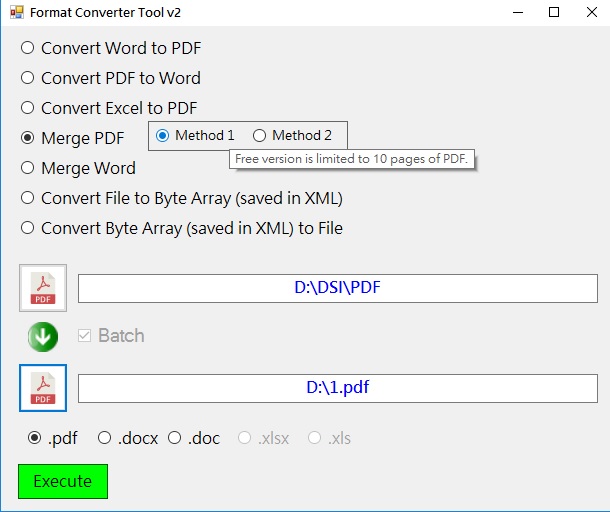 Format Converter Tool v2
Convert Word to PDF
Convert PDF to Word
Convert Excel to PDF
Merge PDF Method 1 Method 2
Free version is limited to 10 pages of PDF.
Merge Word
Convert File to Byte Array (saved in XML)
Convert Byte Array (saved in XML) to File
PDF D:\DSI\PDF
Batch
PDF D:\1.pdf
.pdf .docx .doc .xlsx .xls
Execute